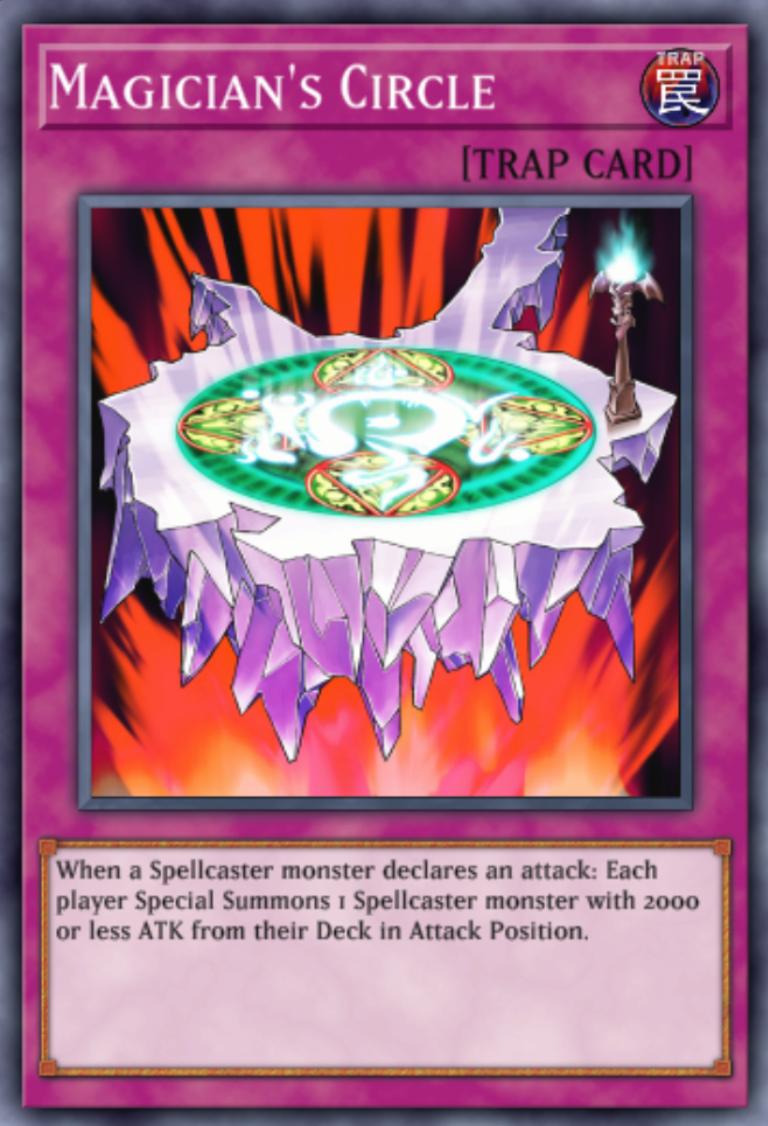 Magician's Circle
TRAP
罠
[TRAP CARD]
When a Spellcaster monster declares an attack: Each
player Special Summons 1 Spellcaster monster with 2000
or less ATK from their Deck in Attack Position.